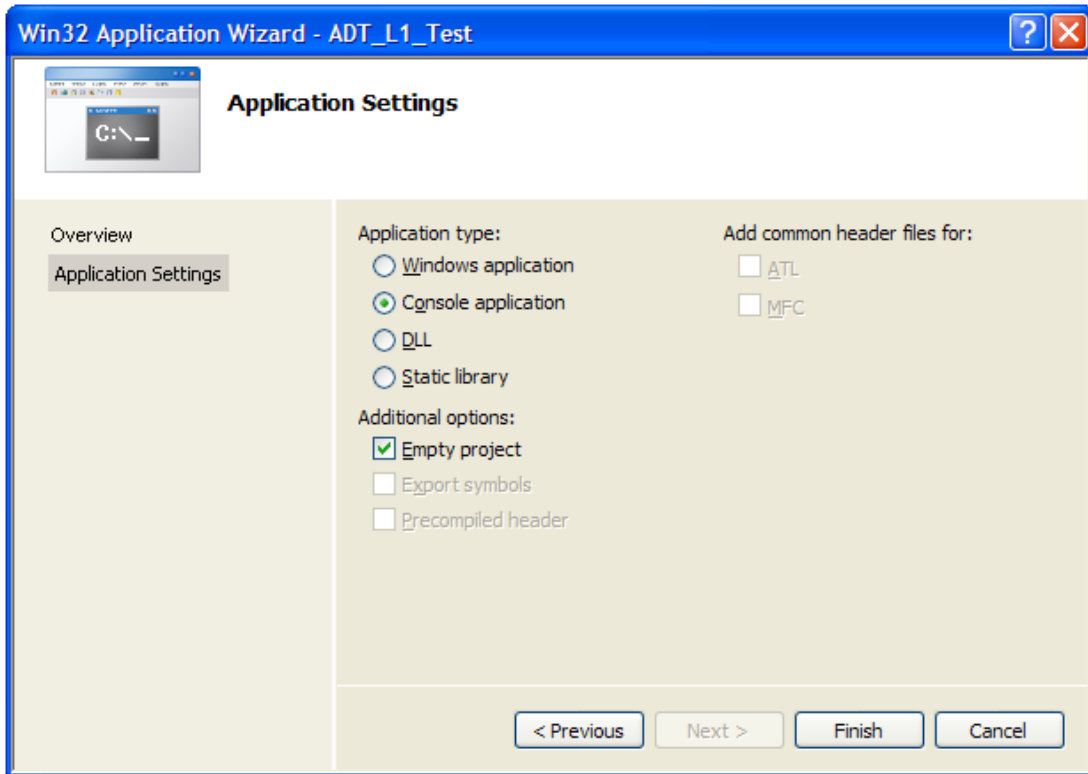 Win32 Application Wizard - ADT_L1_Test
Application Settings
C:\_
Overview
Application Settings
Application type:
Windows application
Console application
DLL
Static library
Additional options:
Empty project
Export symbols
Precompiled header
Add common header files for:
ATL
MFC
< Previous
Next >
Finish
Cancel